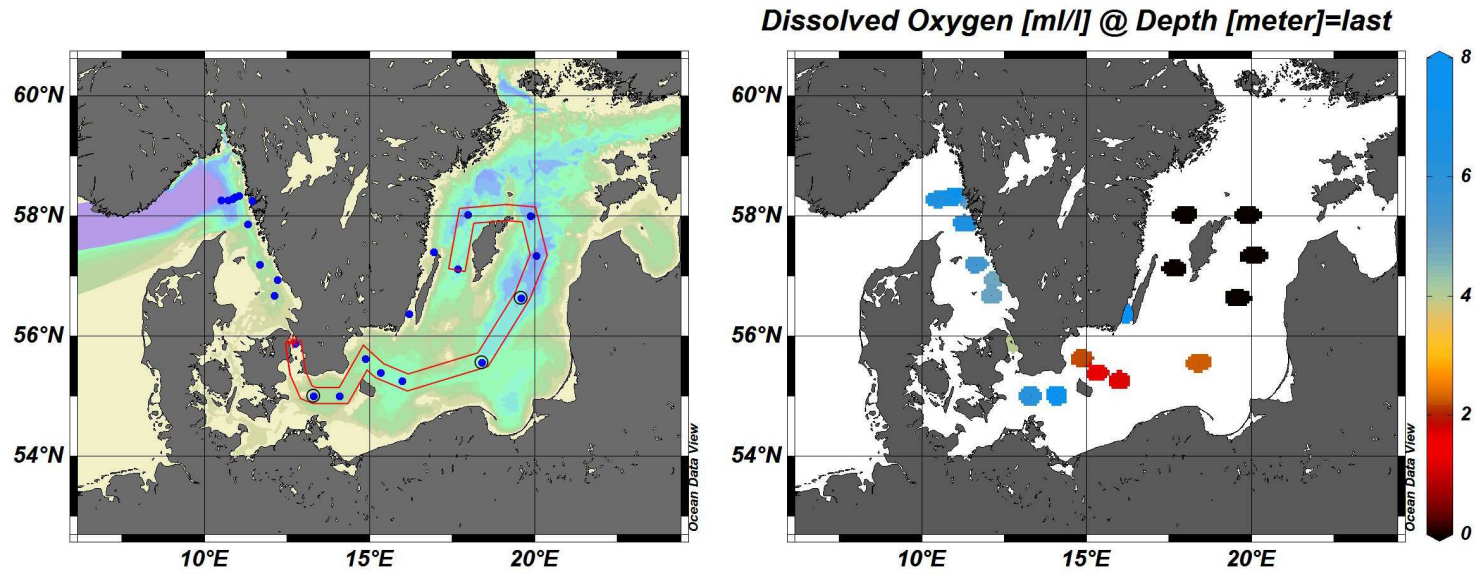 Dissolved Oxygen [ml/l] @ Depth [meter]=last
60°N
58°N
56°N
54°N
10°E
15°E
20°E
Ocean Data View
60°N
58°N
56°N
54°N
10°E
15°E
20°E
Ocean Data View
8
6
4
2
0